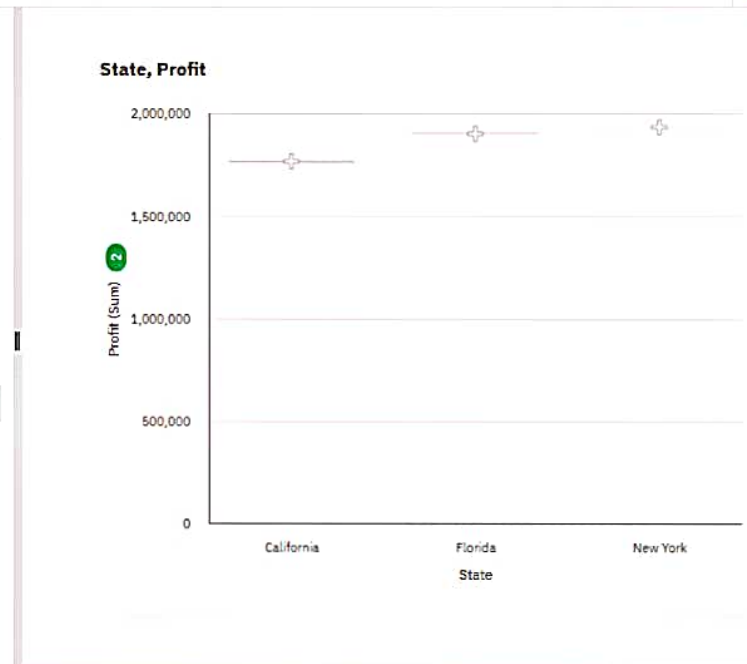 State, Profit
2,000,000
1,500,000
1,000,000
500,000
0
Profit (Sum)
2
California
Florida
New York
State